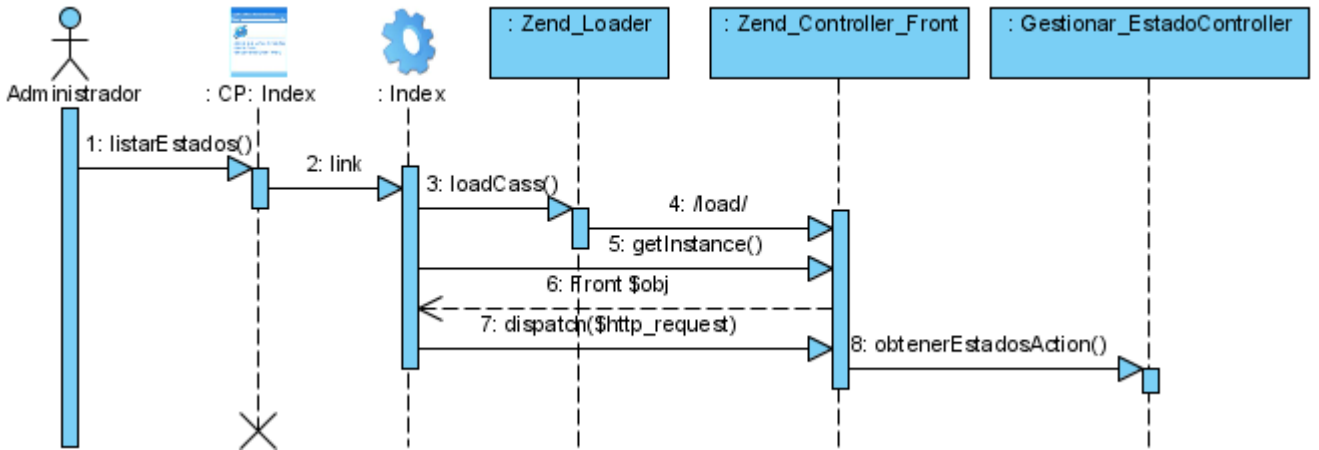 : Zend_Loader
: Zend_Controller_Front
: Gestionar_EstadoController
Administrador
: CP: Index
: Index
1: listarEstados()
2: link
3: loadCass()
4: /load/
5: getInstance()
6: Front $obj
7: dispatch($http_request)
8: obtenerEstadosAction()